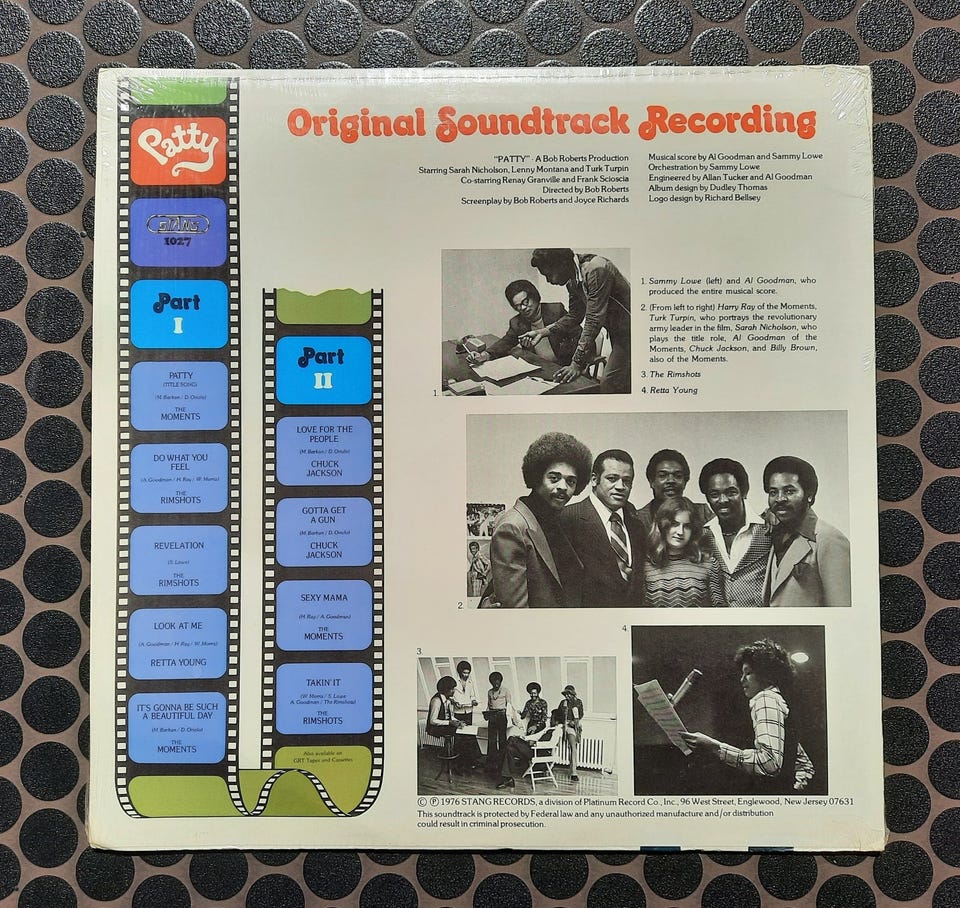 Original Soundtrack Recording
"PATTY" - A Bob Roberts Production
Starring Sarah Nicholson, Lenny Montana and Turk Turpin
Co-starring Renay Granville and Frank Scioscia
Directed by Bob Roberts
Screenplay by Bob Roberts and Joyce Richards
Musical score by Al Goodman and Sammy Lowe
Orchestration by Sammy Lowe
Engineered by Allan Tucker and Al Goodman
Album design by Dudley Thomas
Logo design by Richard Bellsey
Patty
STANG
1027
Part
I
PATTY
(TITLE SONG)
(M. Barkan / D. Oriolo)
THE
MOMENTS
DO WHAT YOU
FEEL
(A. Goodman / H. Ray / W. Morris)
THE
RIMSHOTS
REVELATION
(S. Lowe)
THE
RIMSHOTS
LOOK AT ME
(A. Goodman / H. Ray / W. Morris)
RETTA YOUNG
IT'S GONNA BE SUCH
A BEAUTIFUL DAY
(M. Barkan / D. Oriolo)
THE
MOMENTS
Part
II
LOVE FOR THE
PEOPLE
(M. Barkan / D. Oriolo)
CHUCK
JACKSON
GOTTA GET
A GUN
(M. Barkan / D. Oriolo)
CHUCK
JACKSON
SEXY MAMA
(H. Ray / A. Goodman)
THE
MOMENTS
TAKIN' IT
(W. Morris / S. Lowe
A. Goodman / The Rimshots)
THE
RIMSHOTS
Also available on
GRT Tapes and Cassettes
1. Sammy Lowe (left) and Al Goodman, who
produced the entire musical score.
2. (From left to right) Harry Ray of the Moments,
Turk Turpin, who portrays the revolutionary
army leader in the film, Sarah Nicholson, who
plays the title role, Al Goodman of the
Moments, Chuck Jackson, and Billy Brown,
also of the Moments.
3. The Rimshots
4. Retta Young
1.
2.
3.
4.
© ℗ 1976 STANG RECORDS, a division of Platinum Record Co., Inc., 96 West Street, Englewood, New Jersey 07631
This soundtrack is protected by Federal law and any unauthorized manufacture and/or distribution
could result in criminal prosecution.